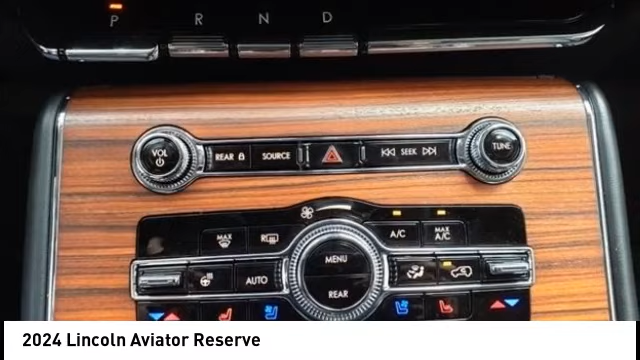 P R N D
VOL REAR SOURCE SEEK TUNE
MAX R A/C MAX A/C
MENU
AUTO
REAR
2024 Lincoln Aviator Reserve